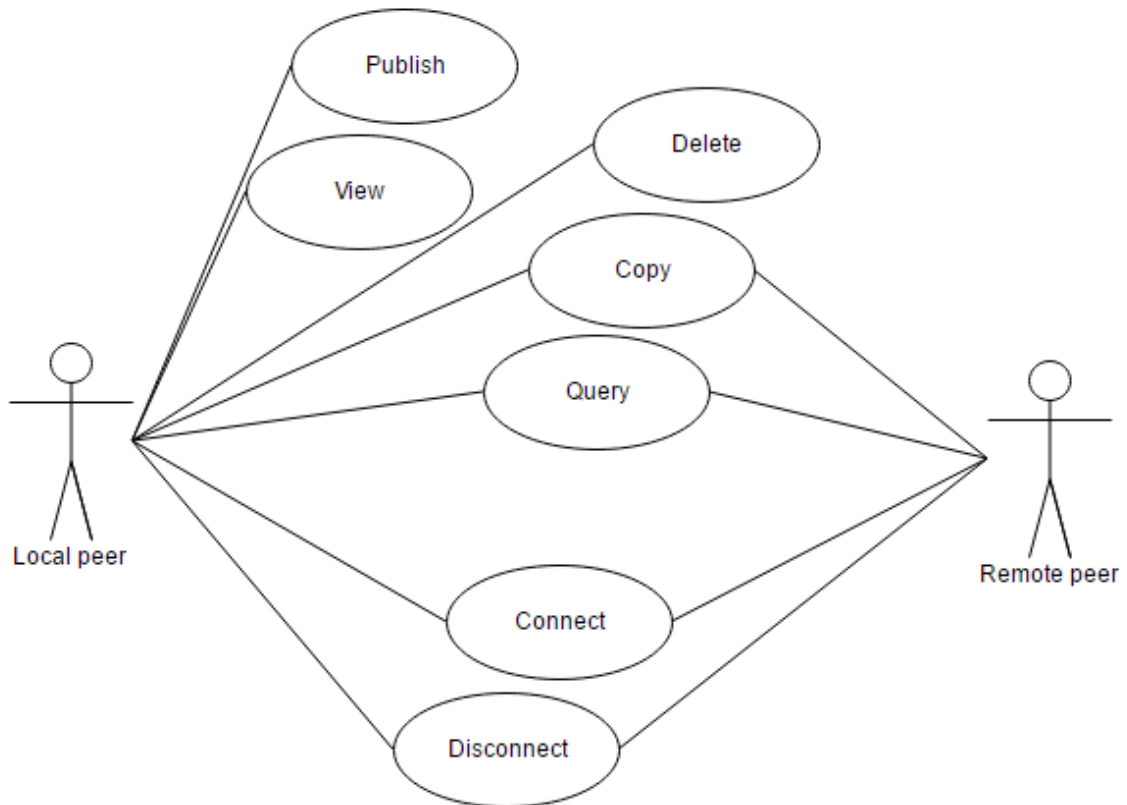 Publish
Delete
View
Copy
Query
Local peer
Remote peer
Connect
Disconnect